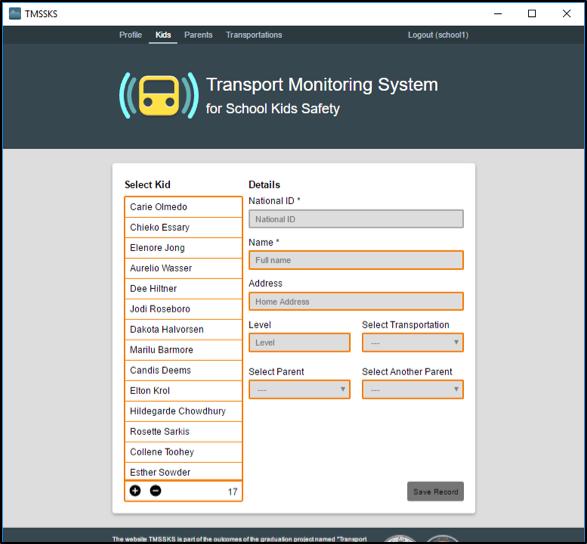 TMSSKS
Profile Kids Parents Transportations Logout (school1)
Transport Monitoring System
for School Kids Safety
Select Kid
Carie Olmedo
Chieko Essary
Elenore Jong
Aurelio Wasser
Dee Hiltner
Jodi Roseboro
Dakota Halvorsen
Marilu Barmore
Candis Deems
Elton Krol
Hildegarde Chowdhury
Rosette Sarkis
Collene Toohey
Esther Sowder
17
Details
National ID *
National ID
Name *
Full name
Address
Home Address
Level Select Transportation
Level ---
Select Parent Select Another Parent
--- ---
Save Record
The website TMSSKS is part of the outcomes of the graduation project named "Transport